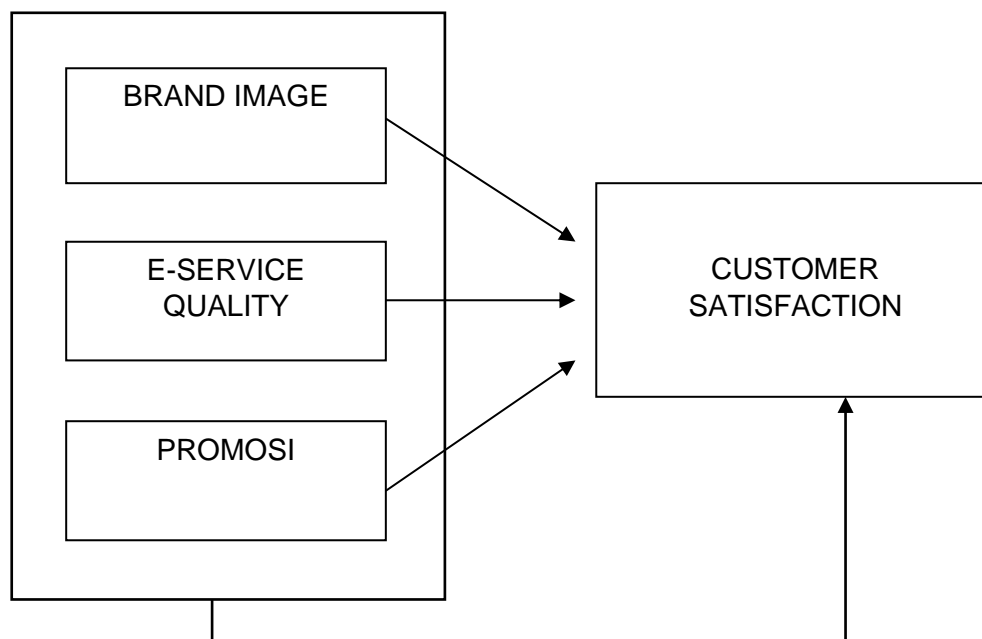 BRAND IMAGE
E-SERVICE
QUALITY
PROMOSI
CUSTOMER
SATISFACTION